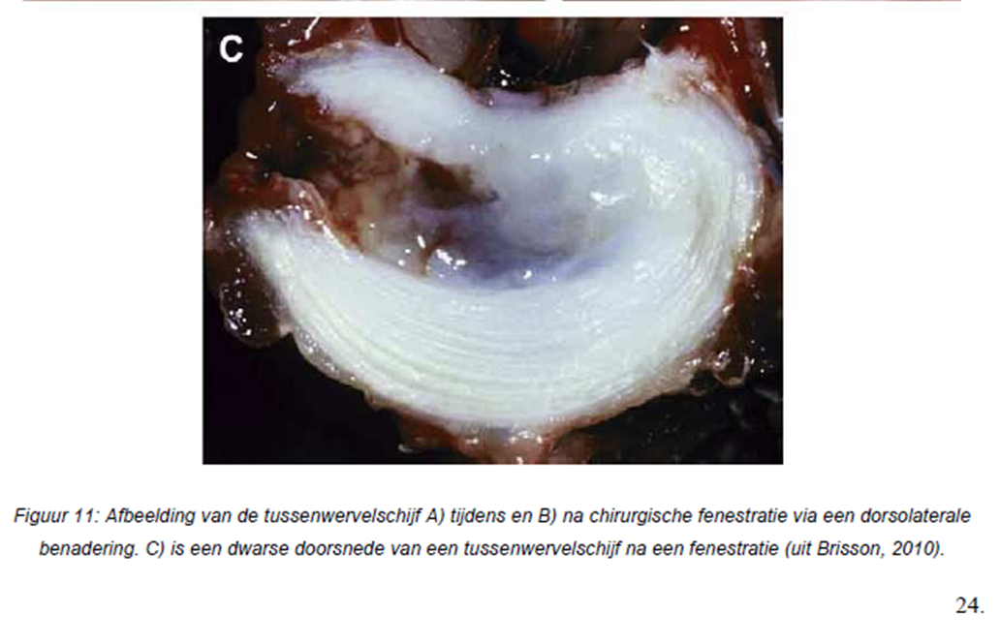 C
Figuur 11: Afbeelding van de tussenwervelschijf A) tijdens en B) na chirurgische fenestratie via een dorsolaterale
benadering. C) is een dwarse doorsnede van een tussenwervelschijf na een fenestratie (uit Brisson, 2010).
24.